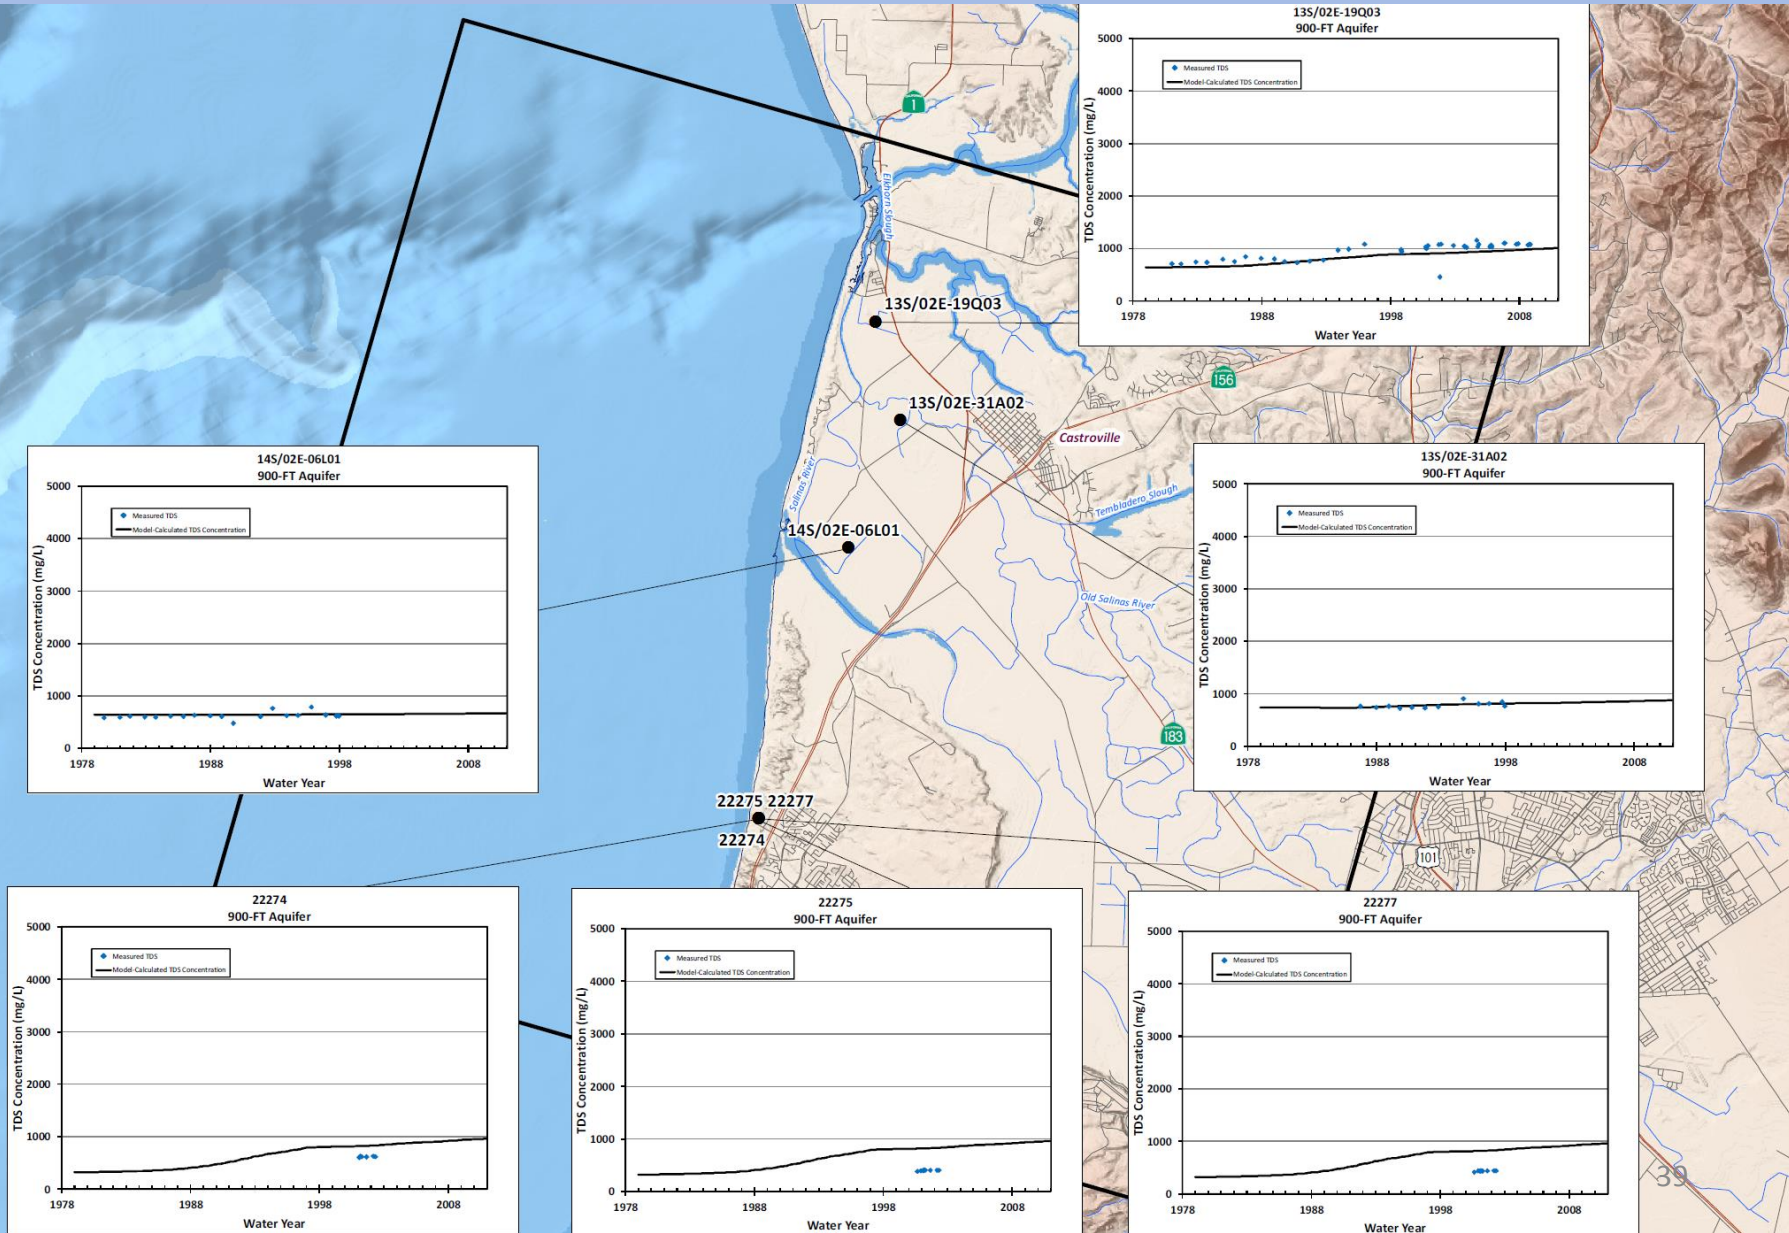 13S/02E-19Q03
900-FT Aquifer
5000
4000
3000
2000
1000
0
TDS Concentration (mg/L)
Measured TDS
Model-Calculated TDS Concentration
1978
1988
1998
2008
Water Year
1
Elkhorn Slough
13S/02E-19Q03
156
13S/02E-31A02
Castroville
Salinas River
Tembladero Slough
14S/02E-06L01
Old Salinas River
183
22275 22277
22274
101
14S/02E-06L01
900-FT Aquifer
5000
4000
3000
2000
1000
0
TDS Concentration (mg/L)
Measured TDS
Model-Calculated TDS Concentration
1978
1988
1998
2008
Water Year
13S/02E-31A02
900-FT Aquifer
5000
4000
3000
2000
1000
0
TDS Concentration (mg/L)
Measured TDS
Model-Calculated TDS Concentration
1978
1988
1998
2008
Water Year
22274
900-FT Aquifer
5000
4000
3000
2000
1000
0
TDS Concentration (mg/L)
Measured TDS
Model-Calculated TDS Concentration
1978
1988
1998
2008
Water Year
22275
900-FT Aquifer
5000
4000
3000
2000
1000
0
TDS Concentration (mg/L)
Measured TDS
Model-Calculated TDS Concentration
1978
1988
1998
2008
Water Year
22277
900-FT Aquifer
5000
4000
3000
2000
1000
0
TDS Concentration (mg/L)
Measured TDS
Model-Calculated TDS Concentration
1978
1988
1998
2008
Water Year
39